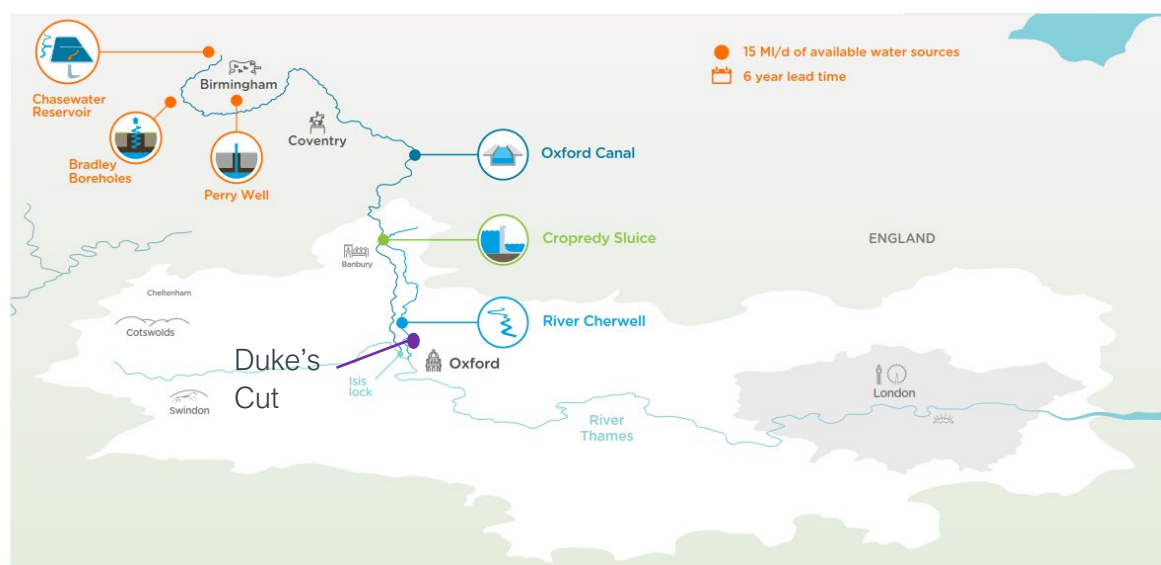 15 Ml/d of available water sources
6 year lead time
Birmingham
Chasewater
Reservoir
Coventry
Bradley
Boreholes
Perry Well
Oxford Canal
Cropredy Sluice
ENGLAND
Banbury
Cheltenham
Cotswolds
River Cherwell
Duke's
Cut
Oxford
Isis
lock
Swindon
London
River
Thames